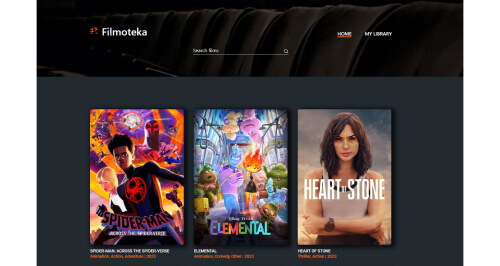 Filmoteka
HOME
MY LIBRARY
Search films
SPIDER-MAN
ACROSS THE SPIDER-VERSE
DISNEY · PIXAR
ELEMENTAL
HEART OF STONE
SPIDER-MAN: ACROSS THE SPIDER-VERSE
Animation, Action, Adventure | 2023
ELEMENTAL
Animation, Comedy, Other | 2023
HEART OF STONE
Thriller, Action | 2023